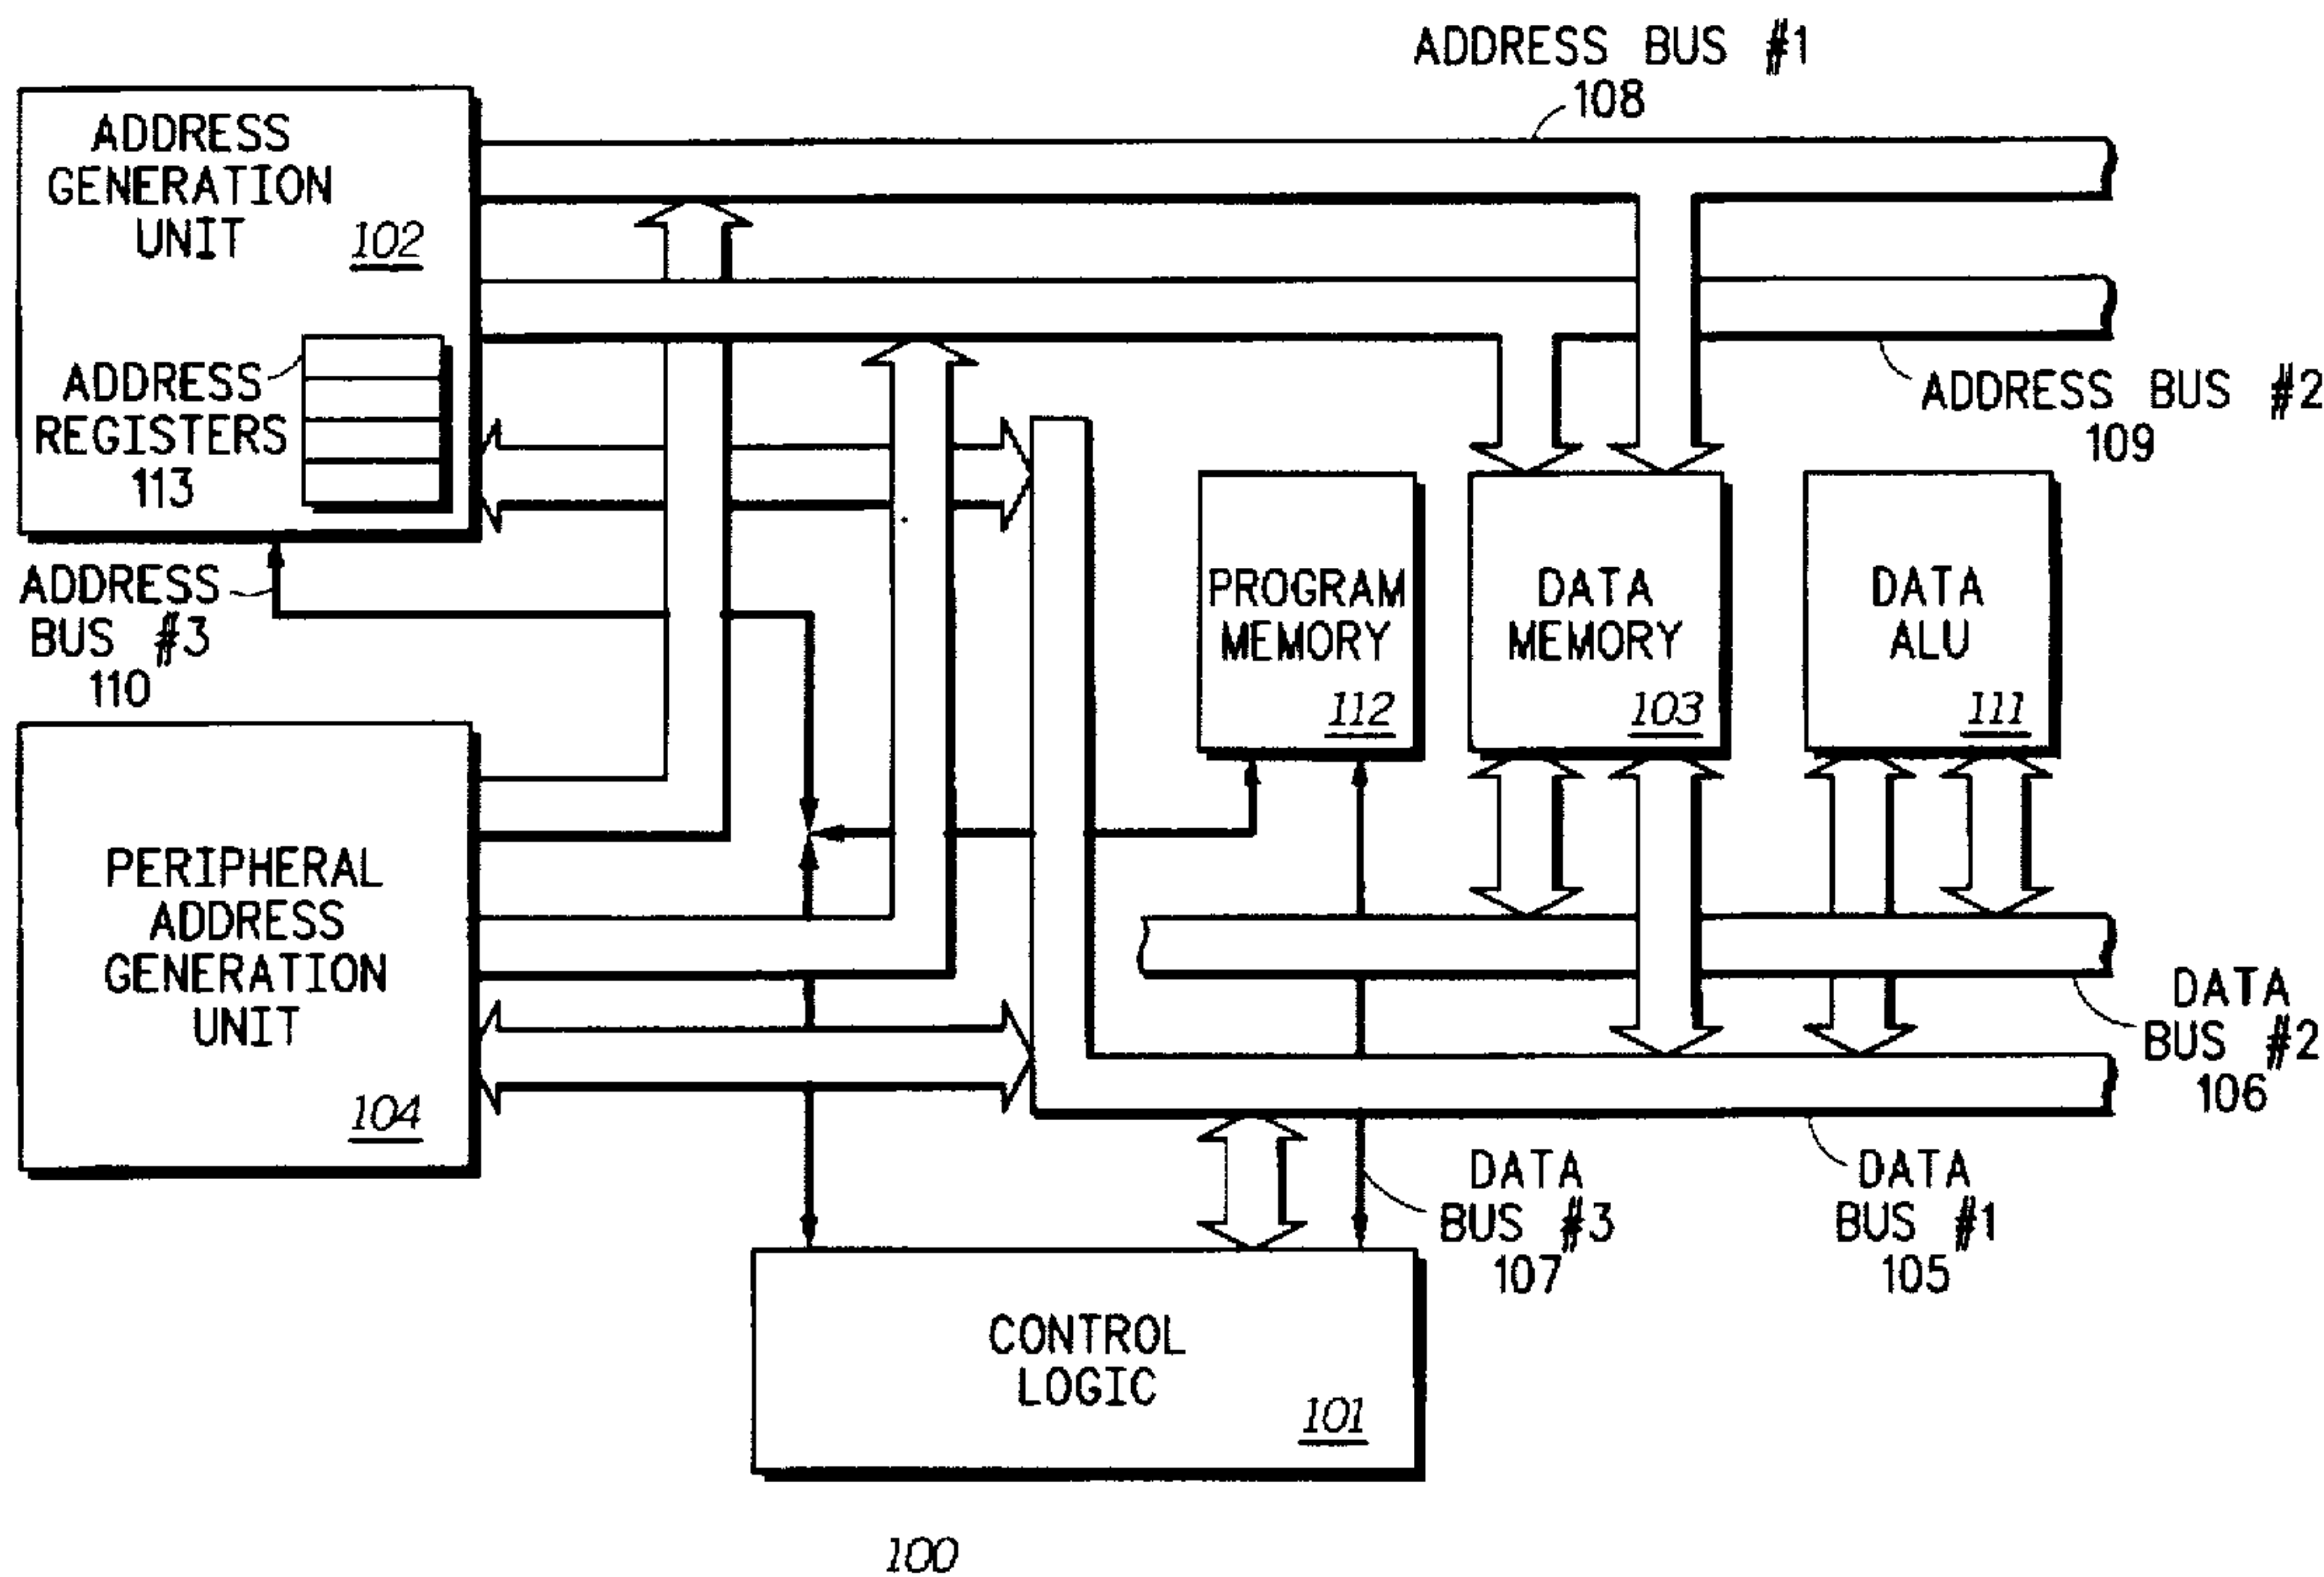 ADDRESS BUS #1
108
ADDRESS
GENERATION
UNIT
102
ADDRESS
REGISTERS
113
ADDRESS BUS #2
109
ADDRESS
BUS #3
110
PROGRAM
MEMORY
112
DATA
MEMORY
103
DATA
ALU
111
PERIPHERAL
ADDRESS
GENERATION
UNIT
104
DATA
BUS #2
106
DATA
BUS #3
107
DATA
BUS #1
105
CONTROL
LOGIC
101
100